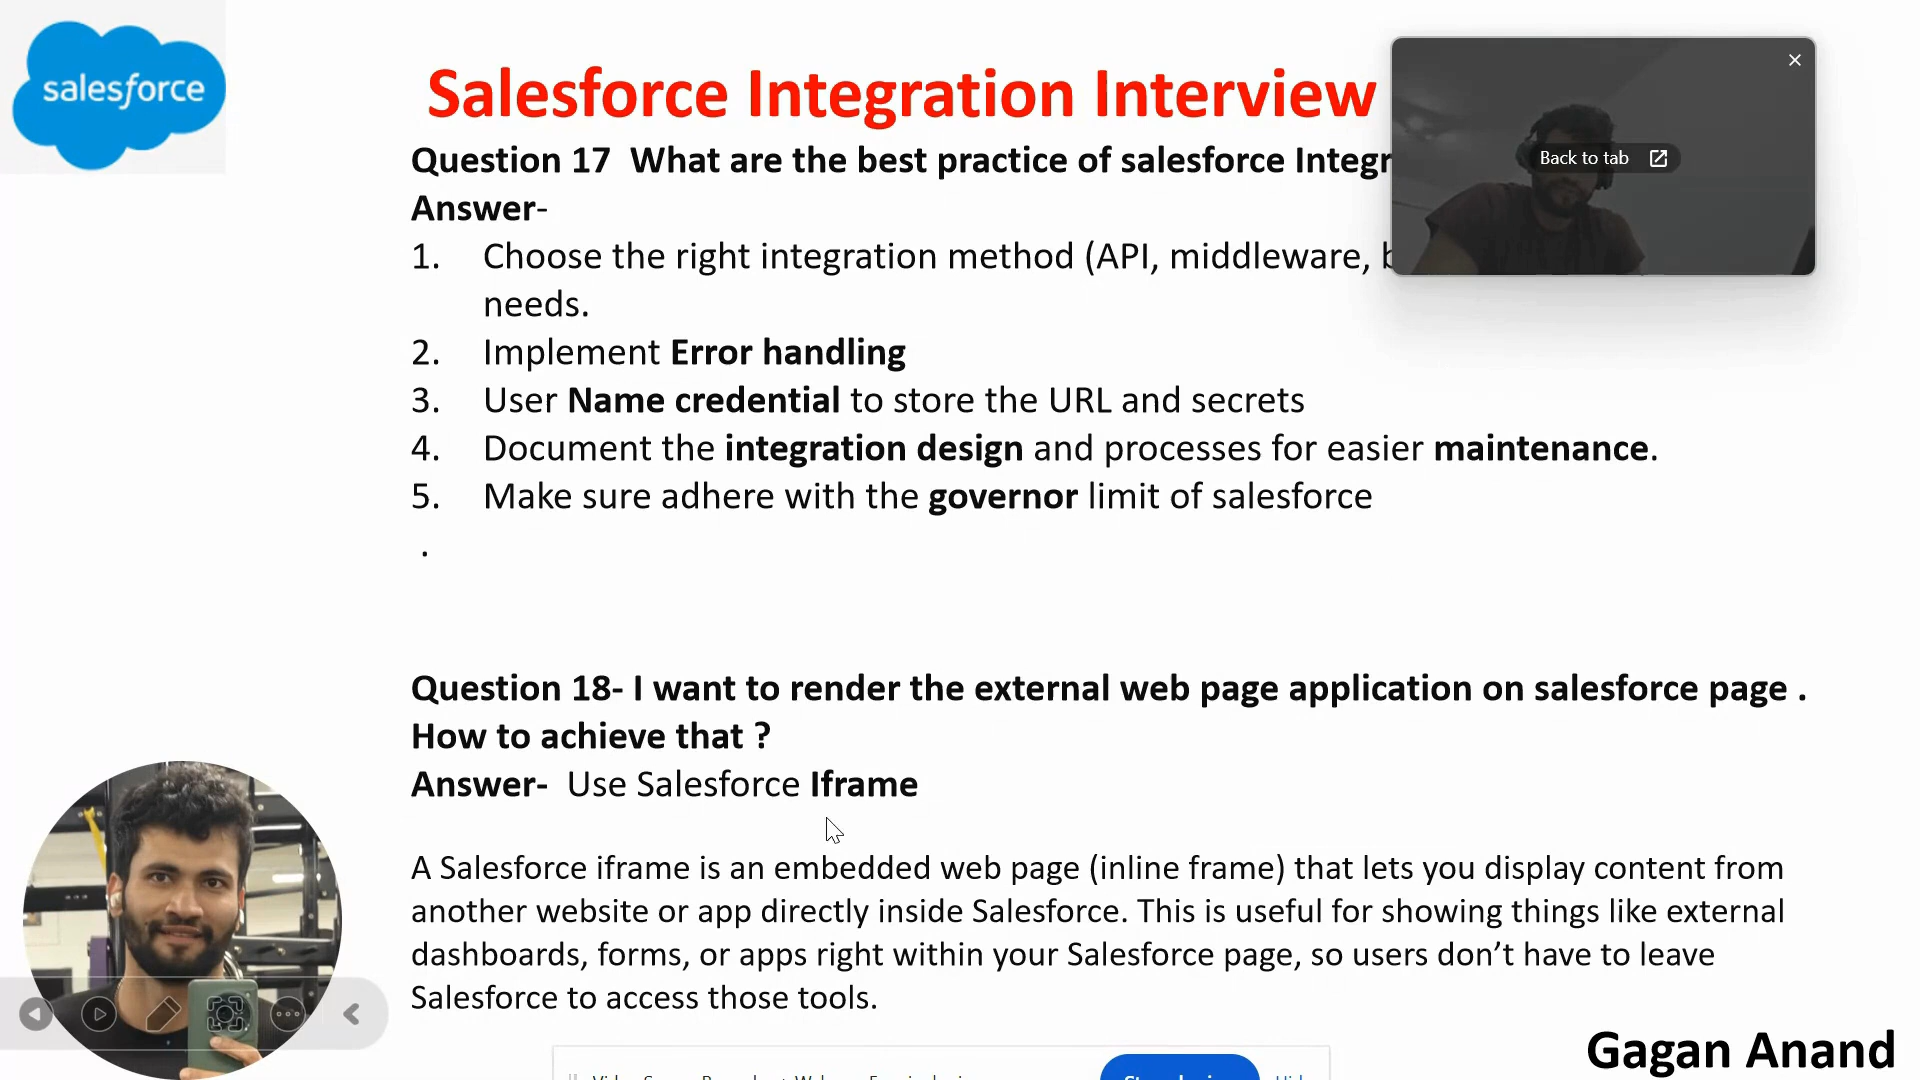 salesforce
Salesforce Integration Interview
Question 17 What are the best practice of salesforce
Answer-
1. Choose the right integration method (API, middleware,
needs.
2. Implement Error handling
3. User Name credential to store the URL and secrets
4. Document the integration design and processes for easier maintenance.
5. Make sure adhere with the governor limit of salesforce
.
Back to tab
Question 18- I want to render the external web page application on salesforce page .
How to achieve that ?
Answer- Use Salesforce Iframe
A Salesforce iframe is an embedded web page (inline frame) that lets you display content from
another website or app directly inside Salesforce. This is useful for showing things like external
dashboards, forms, or apps right within your Salesforce page, so users don’t have to leave
Salesforce to access those tools.
Gagan Anand